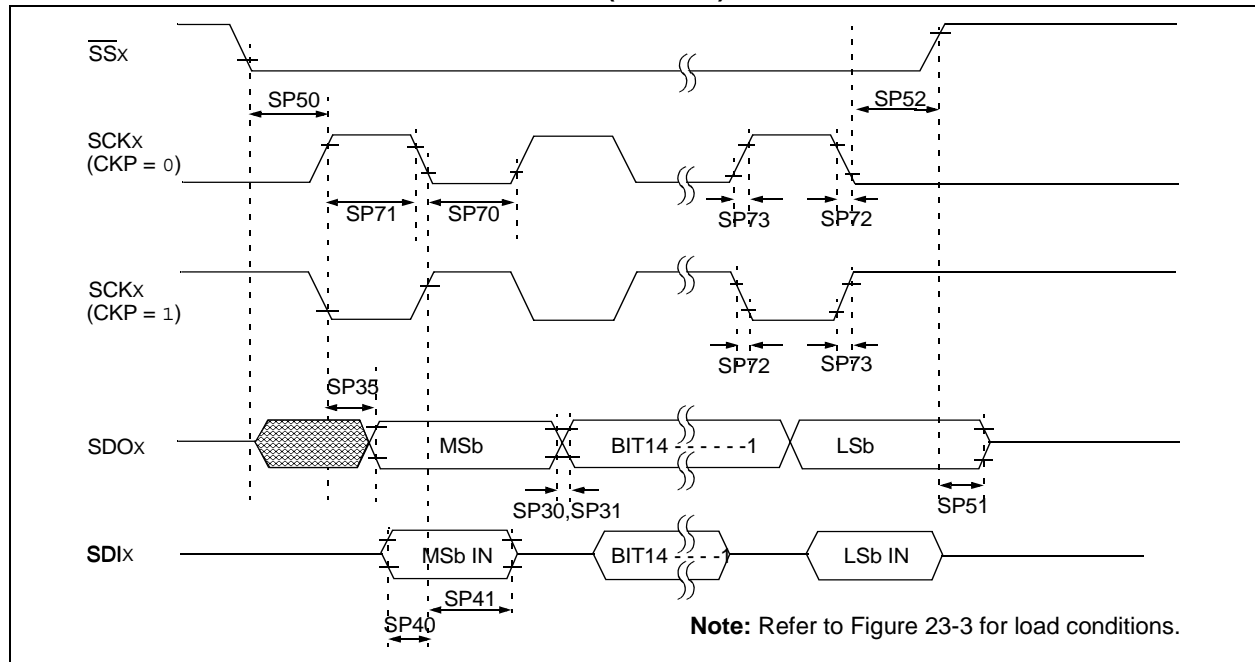 SSX
SP50
SP52
SCKX
(CKP = 0)
SP71
SP70
SP73
SP72
SCKX
(CKP = 1)
SP72
SP73
SP35
SDOX
MSb
BIT14 - - - - - -1
LSb
SP30,SP31
SP51
SDIX
MSb IN
BIT14 - - - -1
LSb IN
SP41
SP40
Note: Refer to Figure 23-3 for load conditions.